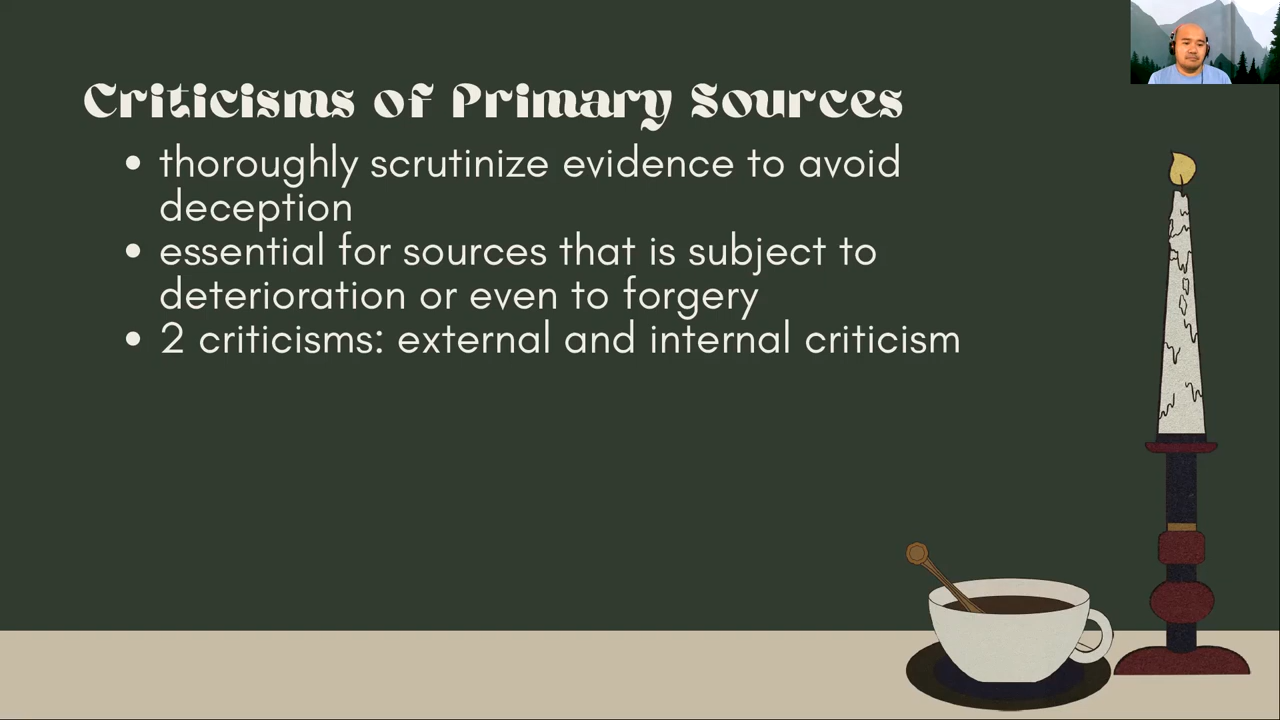 Criticisms of Primary Sources
• thoroughly scrutinize evidence to avoid
deception
• essential for sources that is subject to
deterioration or even to forgery
• 2 criticisms: external and internal criticism